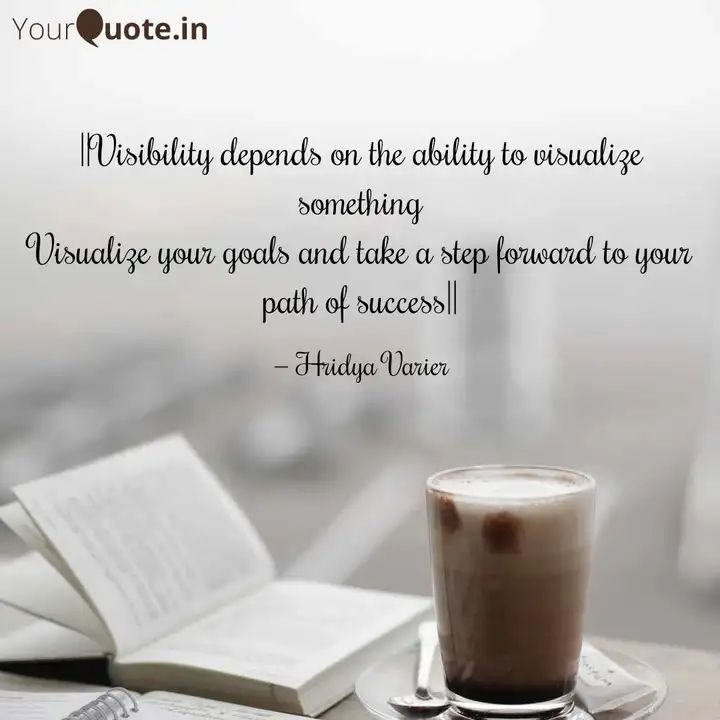 YourQuote.in
||Visibility depends on the ability to visualize
something
Visualize your goals and take a step forward to your
path of success||
– Hridya Varier